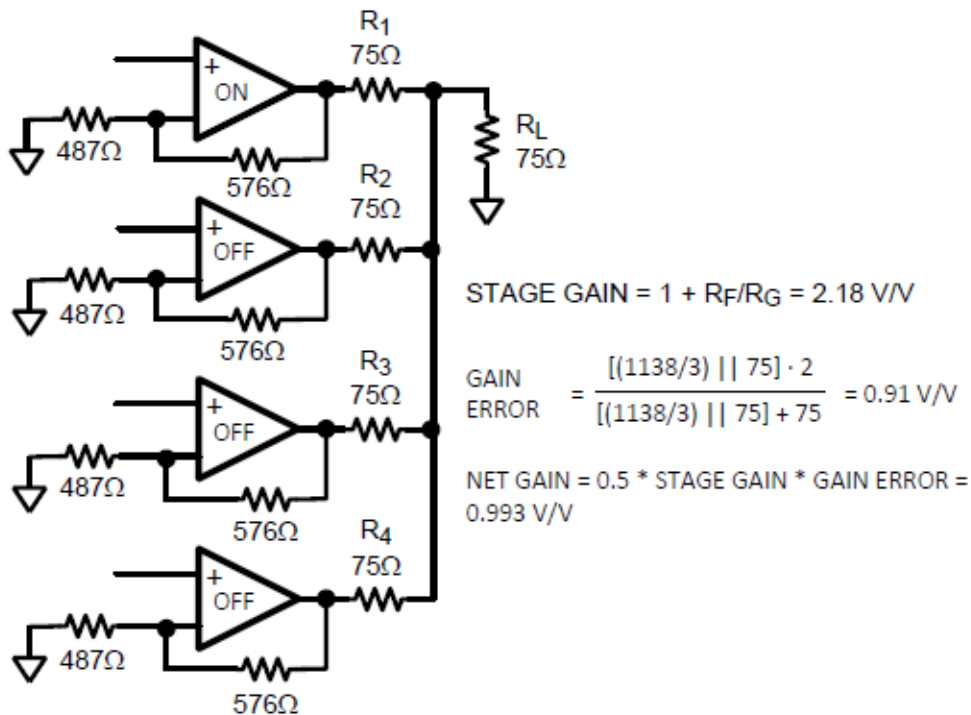 R1
75Ω
+
ON
487Ω
576Ω
RL
75Ω
R2
75Ω
+
OFF
487Ω
576Ω
STAGE GAIN = 1 + RF/RG = 2.18 V/V
GAIN ERROR = [(1138/3) || 75] · 2 / [(1138/3) || 75] + 75 = 0.91 V/V
R3
75Ω
+
OFF
487Ω
576Ω
NET GAIN = 0.5 * STAGE GAIN * GAIN ERROR =
0.993 V/V
R4
75Ω
+
OFF
487Ω
576Ω